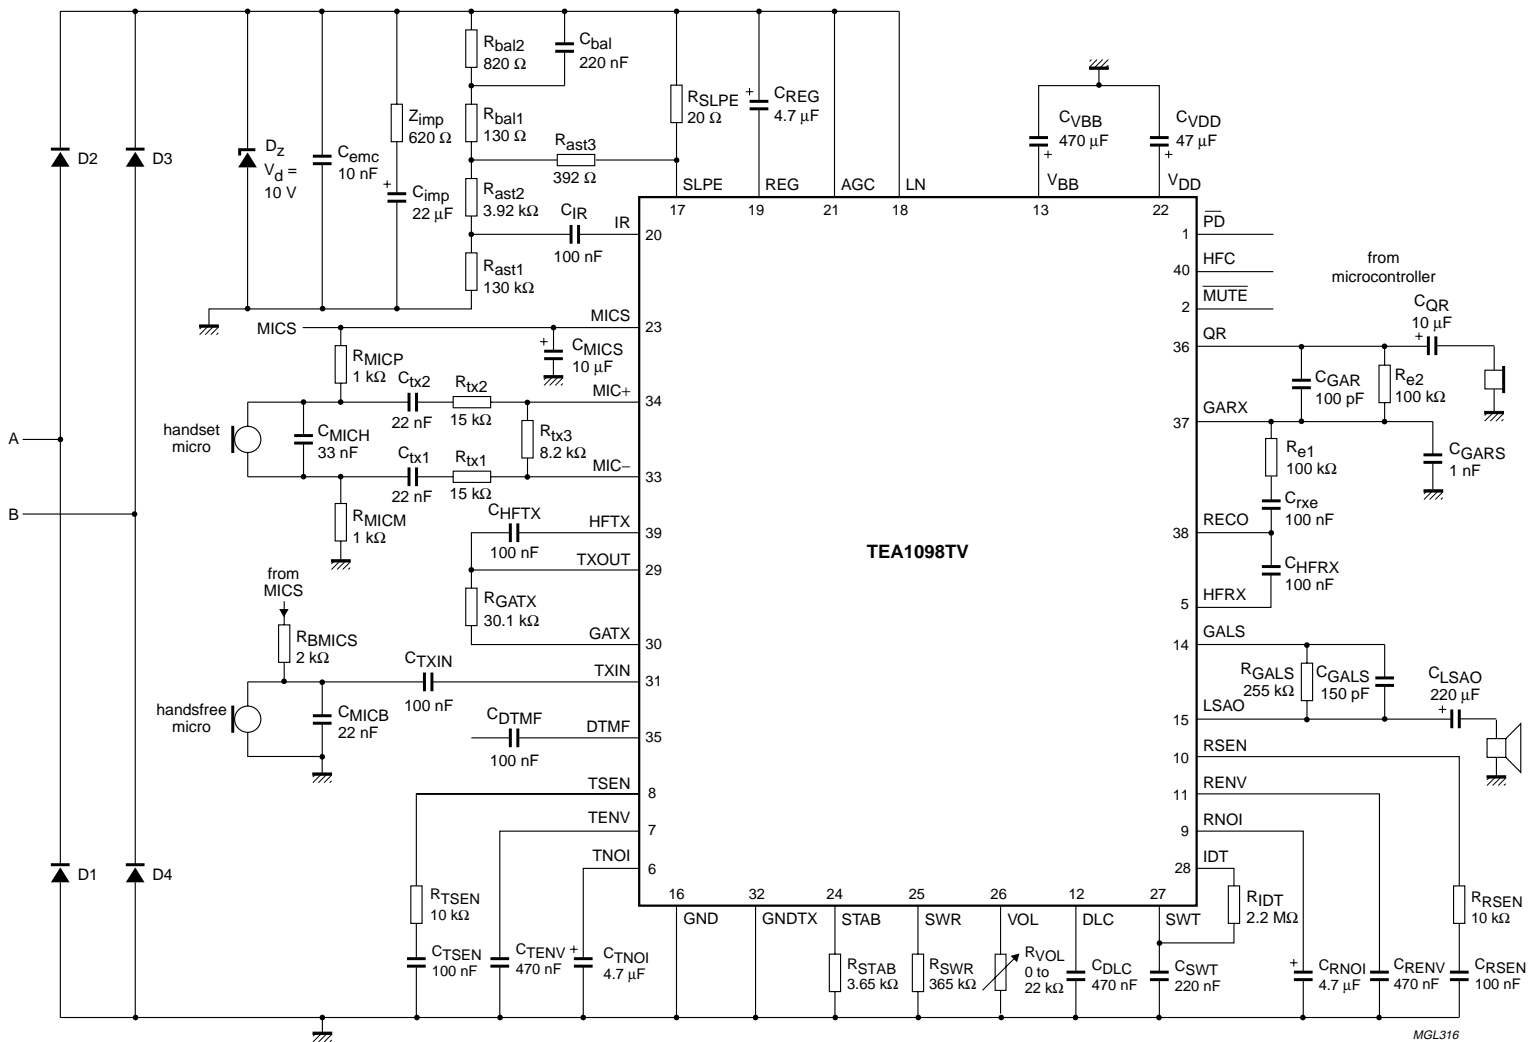 Rbal2
820 Ω
Cbal
220 nF
RSLPE
20 Ω
CREG
4.7 µF
+
CVBB
470 µF
+
CVDD
47 µF
+
Zimp
620 Ω
Rbal1
130 Ω
Rast3
392 Ω
D2
D3
Dz
Vd =
10 V
Cemc
10 nF
Cimp
22 µF
+
Rast2
3.92 kΩ
CIR
100 nF
Rast1
130 kΩ
SLPE
REG
AGC
LN
VBB
VDD
17
19
21
18
13
22
IR
20
1
PD
40
HFC
2
MUTE
from
microcontroller
MICS
MICS
23
RMICP
1 kΩ
+
CMICS
10 µF
Ctx2
22 nF
Rtx2
15 kΩ
MIC+
34
handset
micro
CMICH
33 nF
Rtx3
8.2 kΩ
Ctx1
22 nF
Rtx1
15 kΩ
MIC−
33
RMICM
1 kΩ
A
B
CHFTX
100 nF
HFTX
39
TXOUT
29
RGATX
30.1 kΩ
GATX
30
from
MICS
RBMICS
2 kΩ
CTXIN
100 nF
TXIN
31
handsfree
micro
CMICB
22 nF
CDTMF
100 nF
DTMF
35
TSEN
8
TENV
7
TNOI
6
TEA1098TV
36
QR
CQR
10 µF
+
CGAR
100 pF
Re2
100 kΩ
37
GARX
Re1
100 kΩ
CGARS
1 nF
Crxe
100 nF
38
RECO
CHFRX
100 nF
5
HFRX
14
GALS
RGALS
255 kΩ
CGALS
150 pF
CLSAO
220 µF
+
15
LSAO
10
RSEN
11
RENV
9
RNOI
28
IDT
D1
D4
RTSEN
10 kΩ
CTSEN
100 nF
CTENV
470 nF
+
CTNOI
4.7 µF
16
32
24
25
26
12
27
GND
GNDTX
STAB
SWR
VOL
DLC
SWT
RSTAB
3.65 kΩ
RSWR
365 kΩ
RVOL
0 to
22 kΩ
CDLC
470 nF
CSWT
220 nF
RIDT
2.2 MΩ
+
CRNOI
4.7 µF
CRENV
470 nF
RRSEN
10 kΩ
CRSEN
100 nF
MGL316